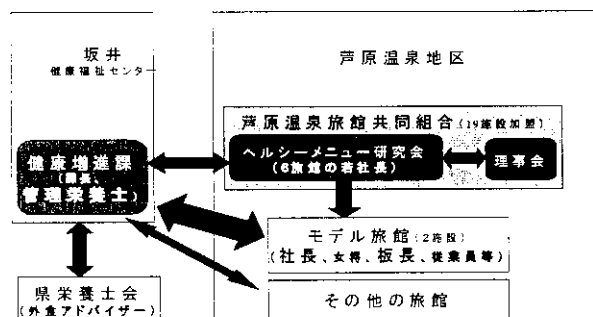 坂井
健康福祉センター
健康増進課
管理栄養士)
県栄養士会
(外食アドバイザー)
芦原温泉地区
芦原温泉旅館共同組合(19施設加盟)
ヘルシーメニュー研究会
(6旅館の若社長)
理事会
モデル旅館(2施設)
(社長、女将、板長、従業員等)
その他の旅館